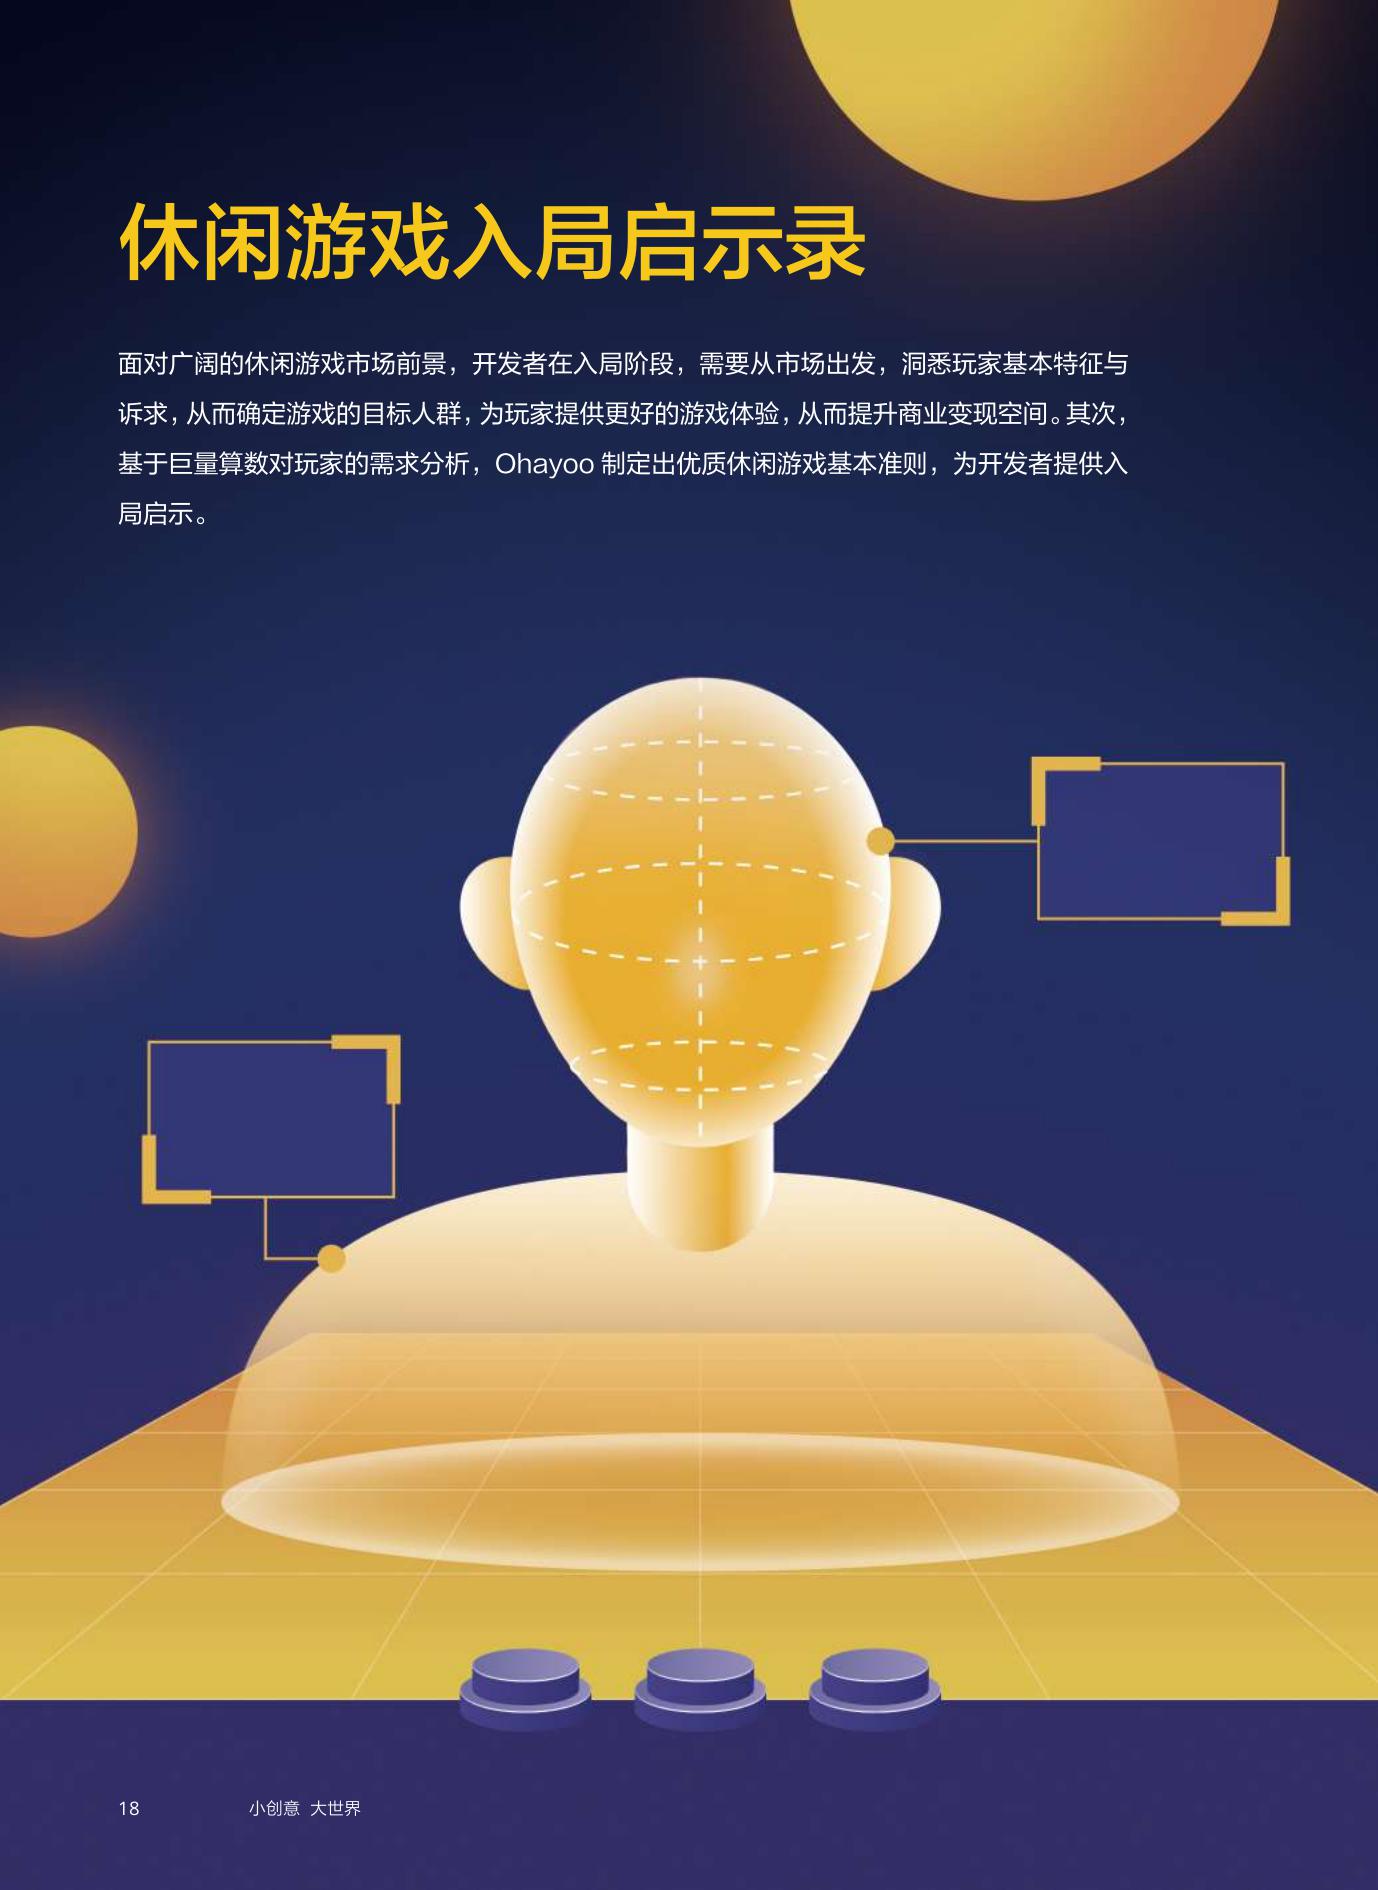 休闲游戏入局启示录
面对广阔的休闲游戏市场前景，开发者在入局阶段，需要从市场出发，洞悉玩家基本特征与
诉求，从而确定游戏的目标人群，为玩家提供更好的游戏体验，从而提升商业变现空间。其次，
基于巨量算数对玩家的需求分析，Ohayoo 制定出优质休闲游戏基本准则，为开发者提供入
局启示。
18 小创意 大世界